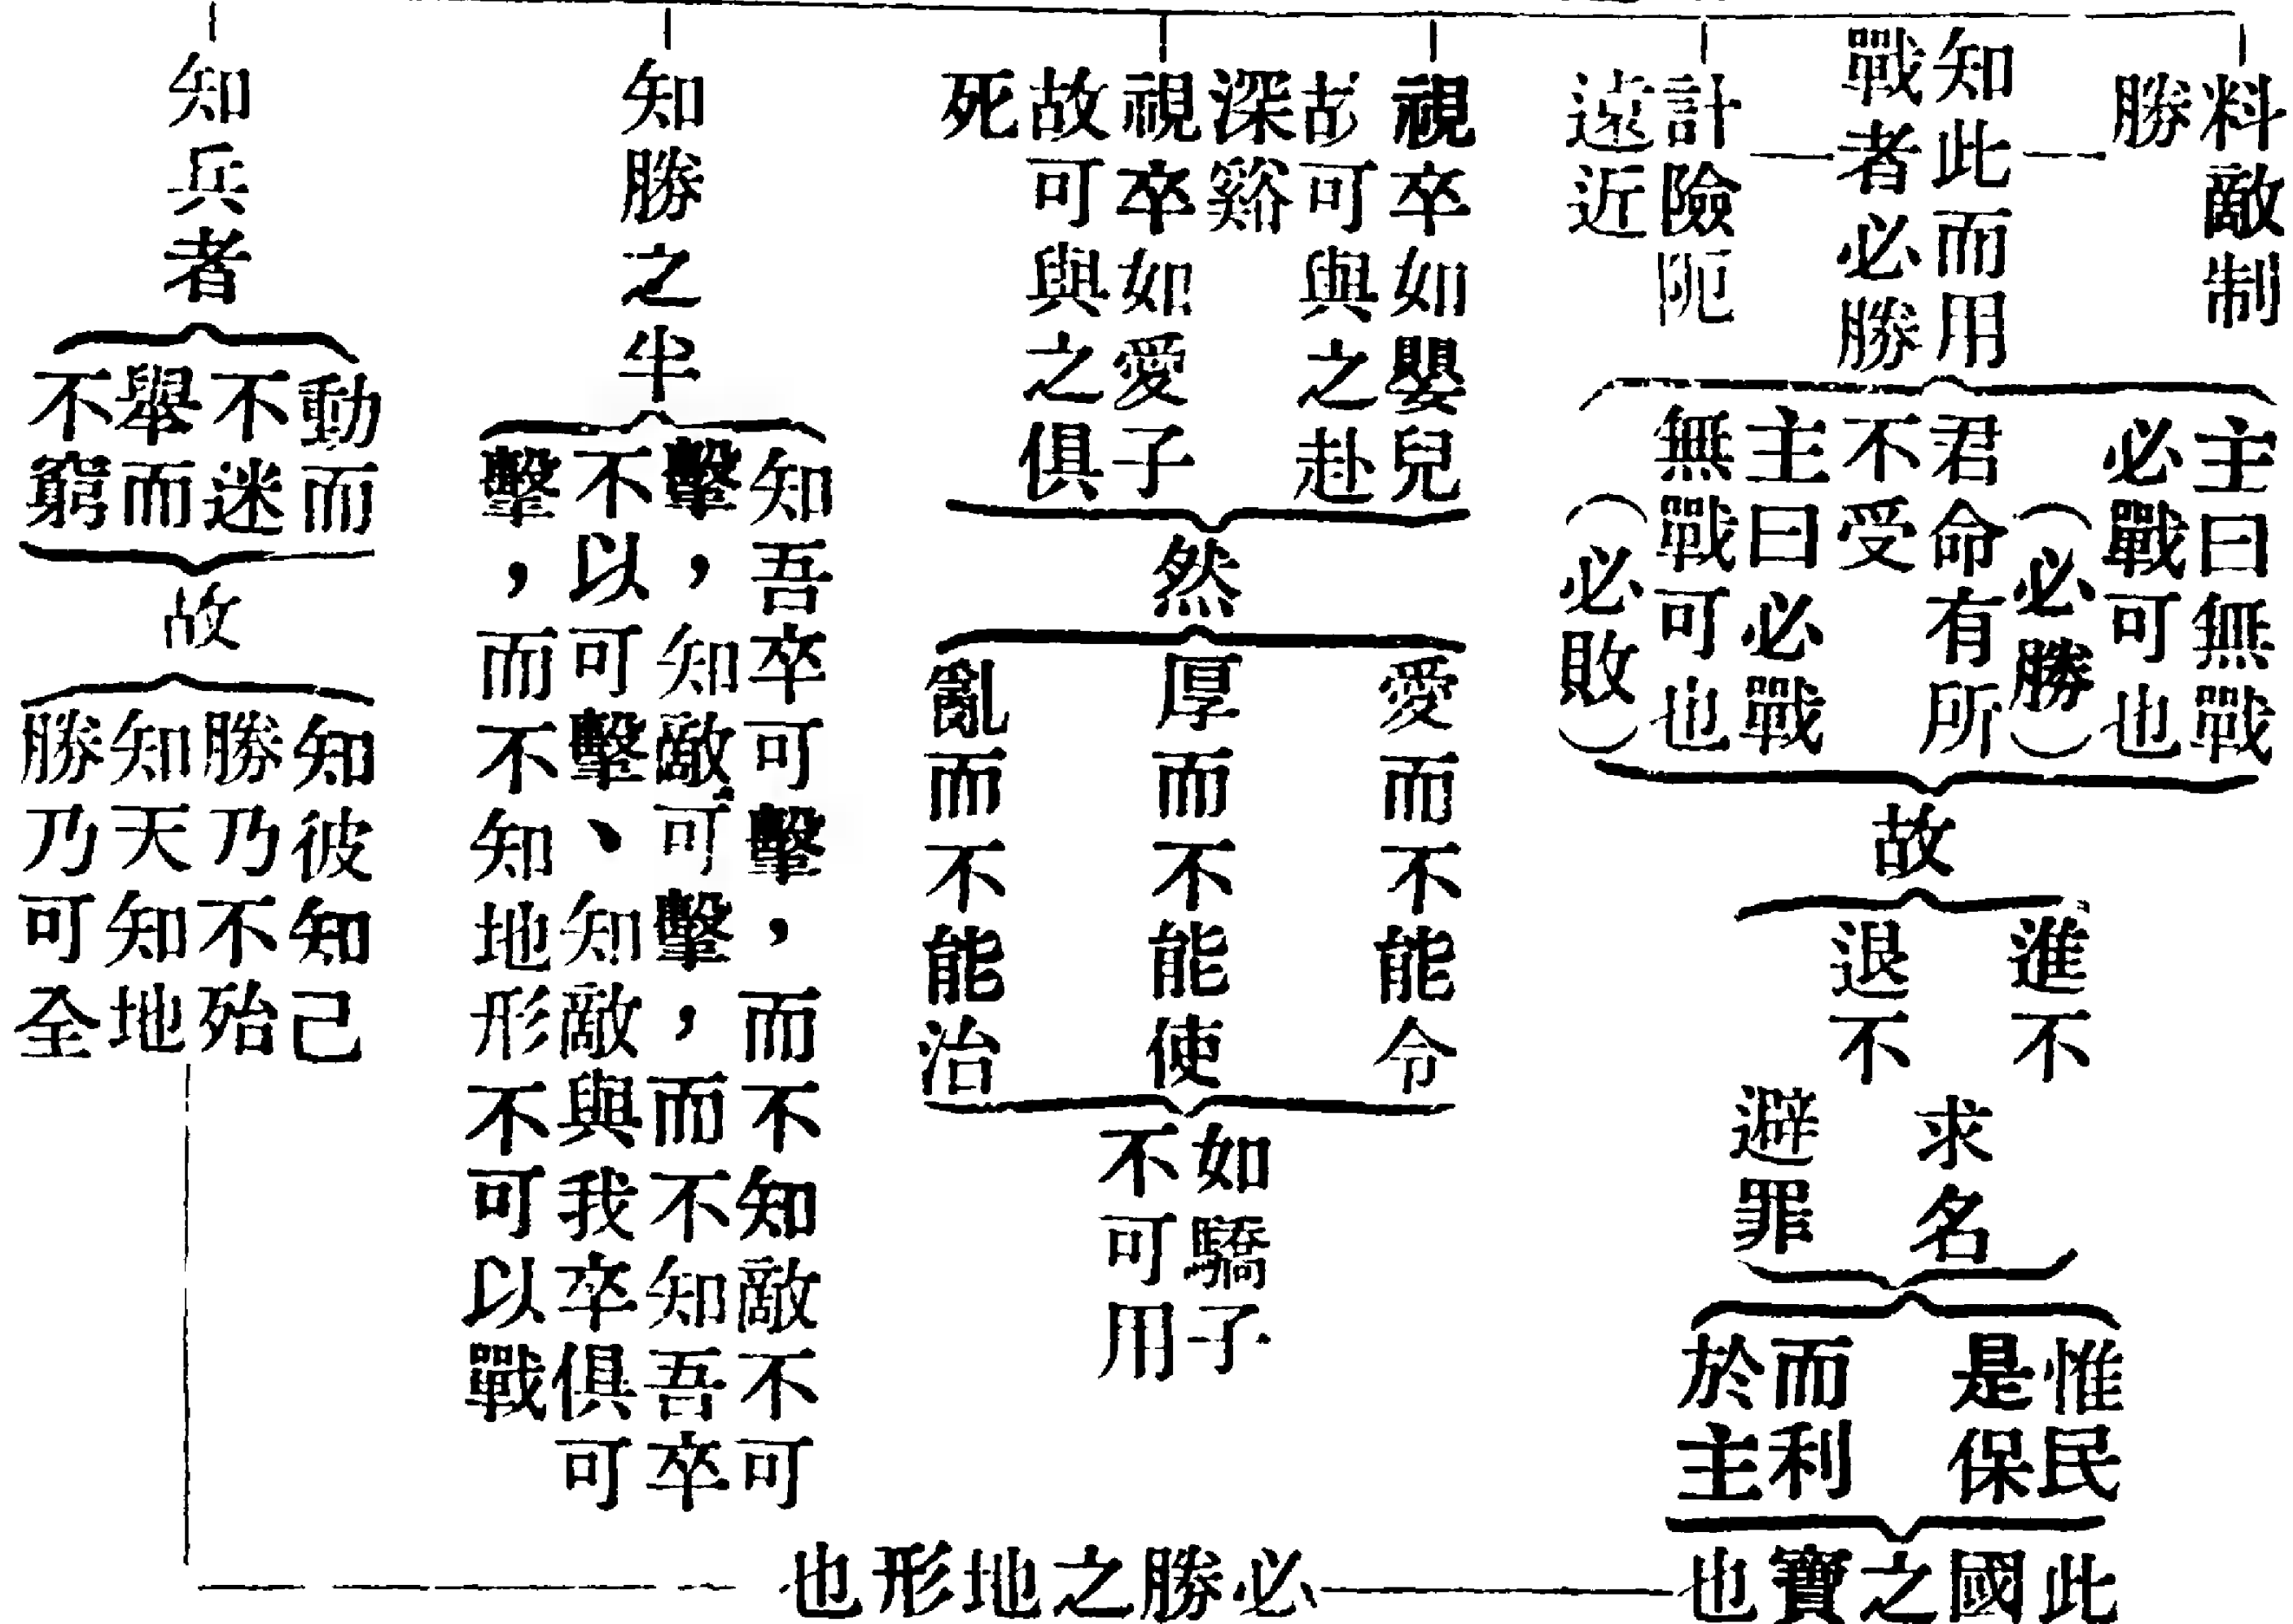 料敵制
勝
知此而用
戰者必勝
計險阨
遠近
主曰無戰
必戰可也
(必勝)
君命有所
不受
主曰必戰
無戰可也
(必敗)
故
進不
退不
求名
避罪
惟民
是保
而利
於主
此國之寶也
視卒如嬰兒
故可與之赴
深谿
視卒如愛子
故可與之俱
死
然
愛而不能令
厚而不能使
亂而不能治
如驕子
不可用
知勝之半
知吾卒可擊，而不知敵不可
擊，知敵可擊，而不知吾卒
不以可擊、知敵與我卒俱可
擊，而不知地形不可以戰
知兵者
動而
不迷
舉而
不窮
故
知彼知己
勝乃不殆
知天知地
勝乃可全
必勝之地形也